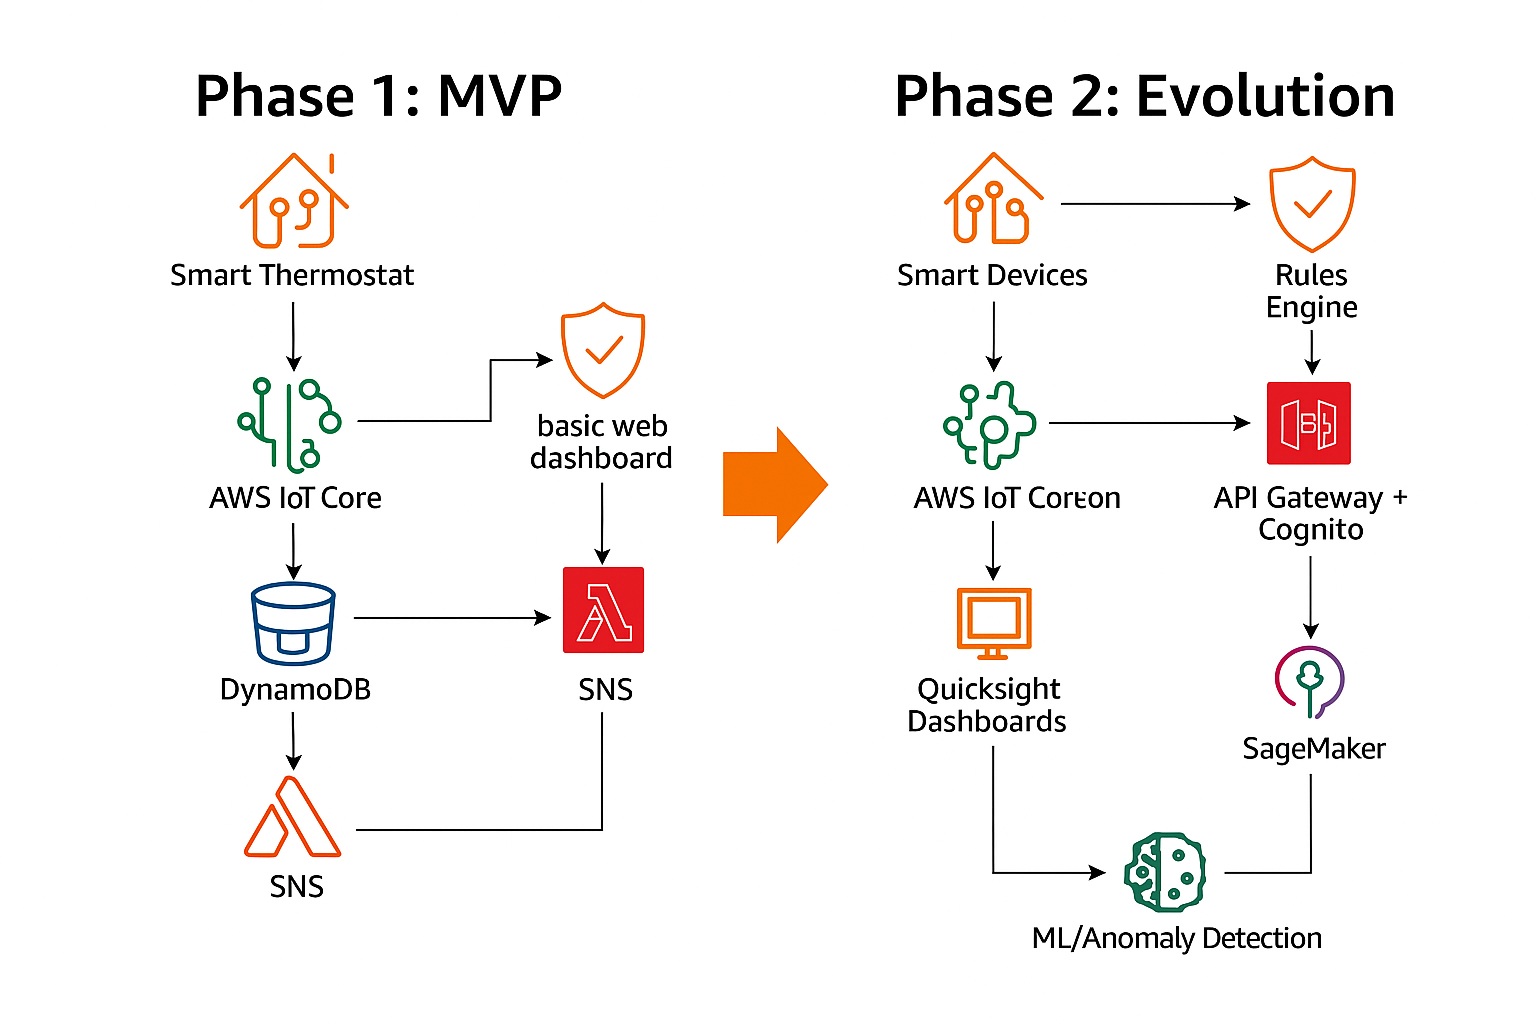 Phase 1: MVP
Smart Thermostat
AWS IoT Core
basic web
dashboard
DynamoDB
SNS
SNS
Phase 2: Evolution
Smart Devices
Rules
Engine
AWS IoT Coreon
API Gateway +
Cognito
Quicksight
Dashboards
SageMaker
ML/Anomaly Detection